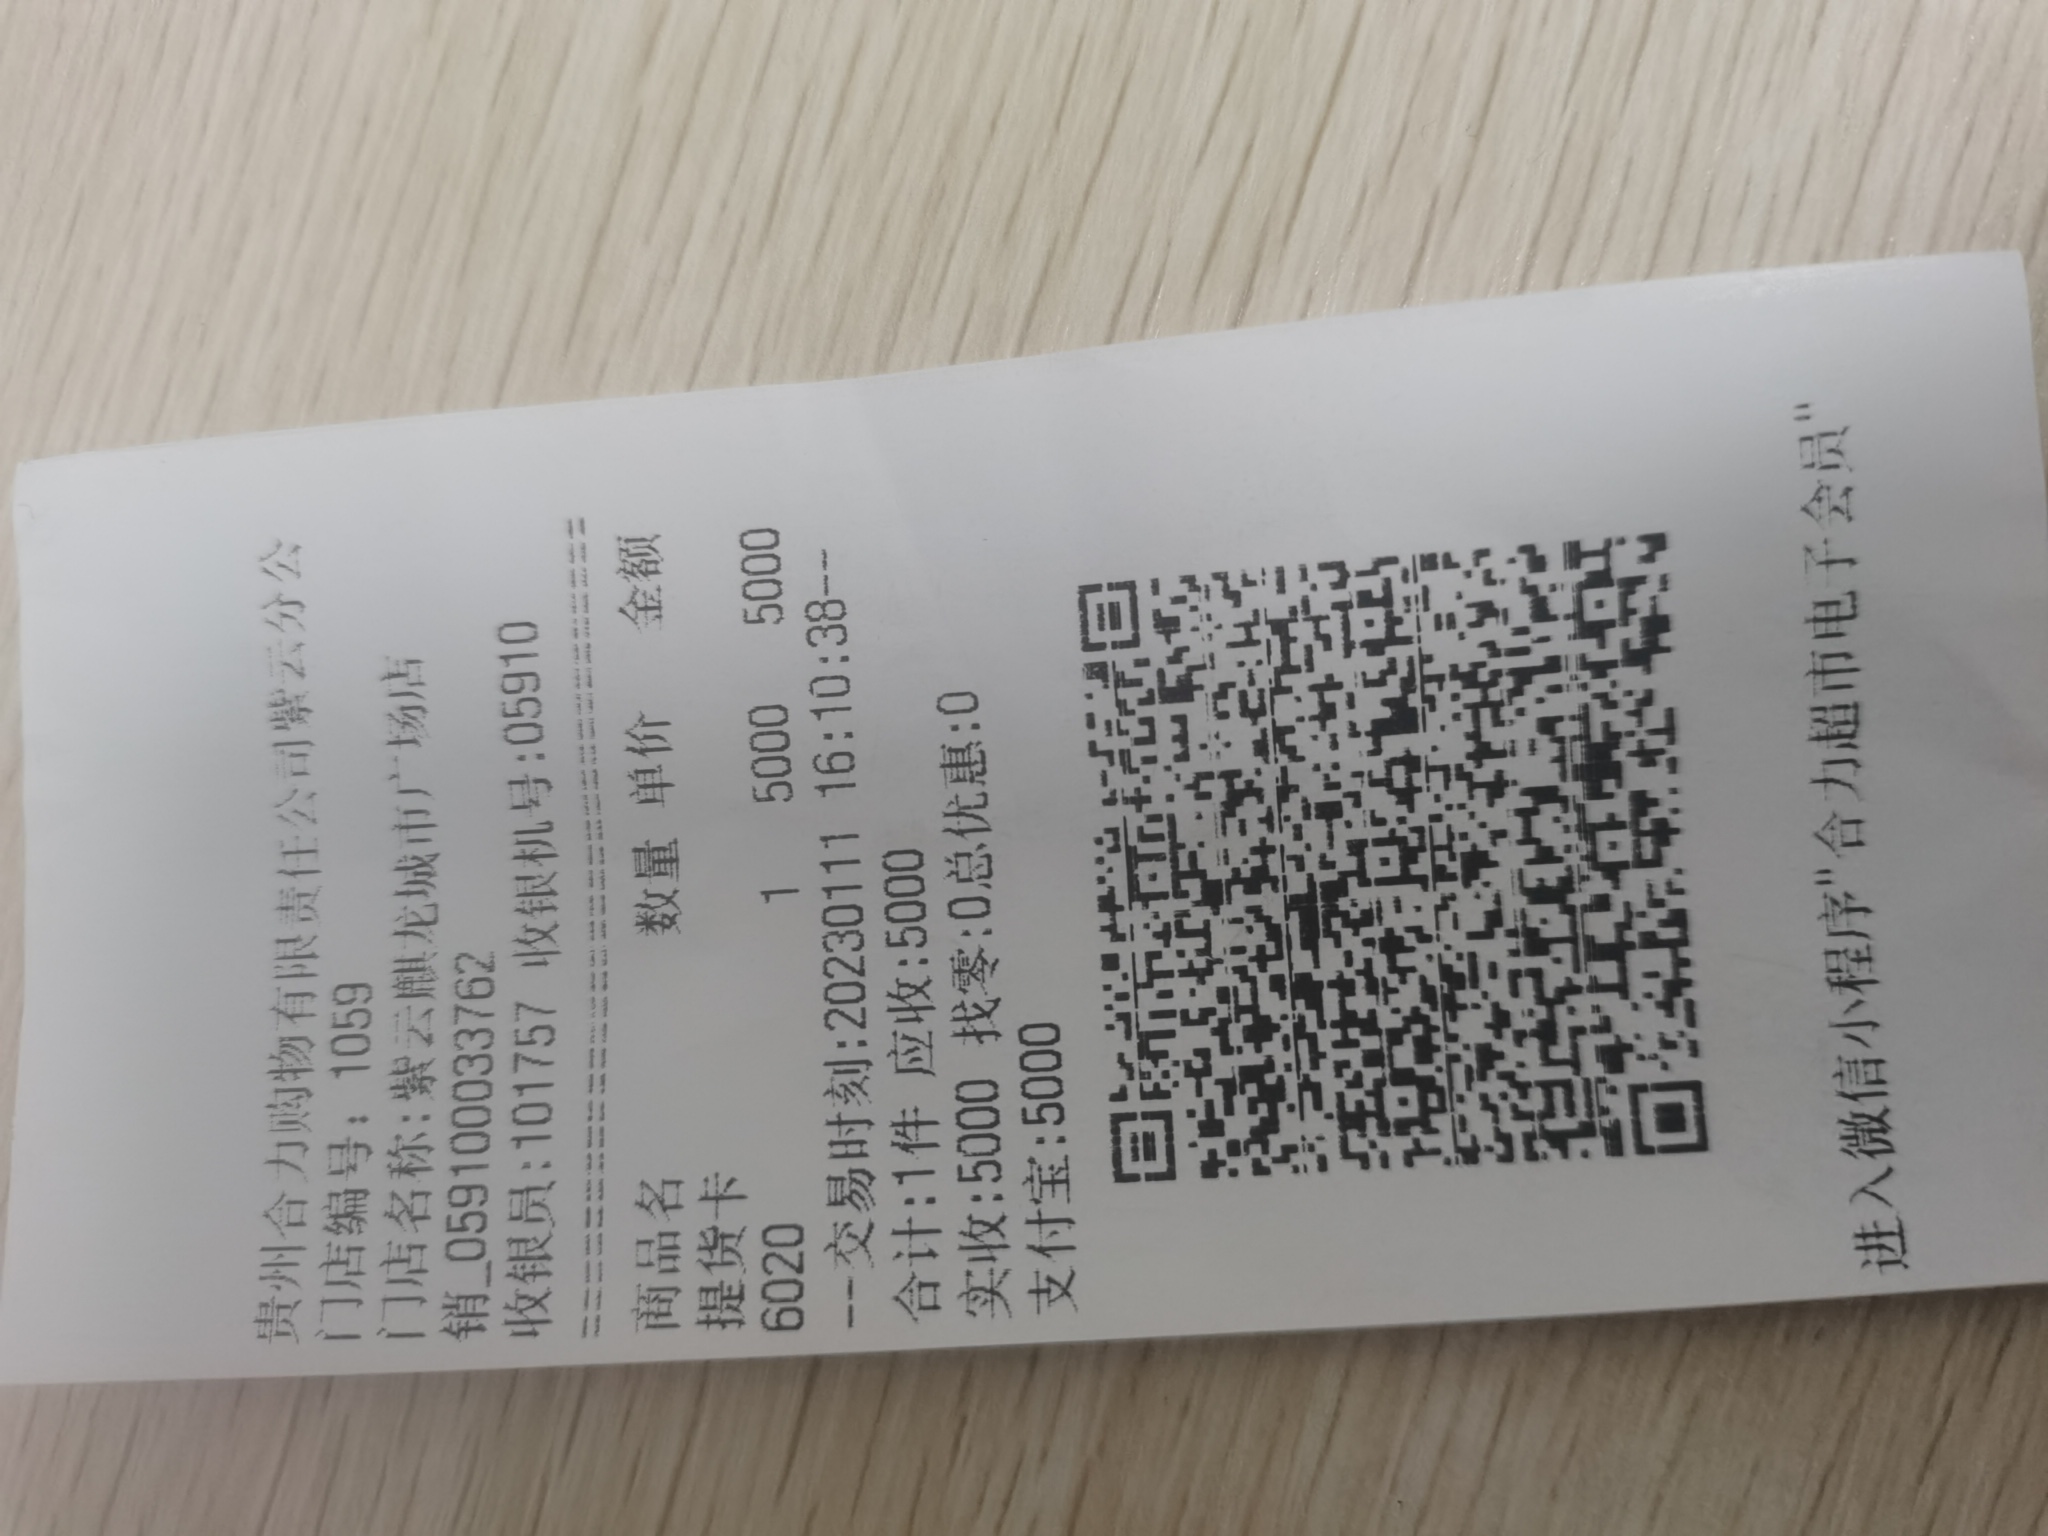 贵州合力购物有限责任公司紫云分公
门店编号: 1059
门店名称:紫云麒龙城市广场店
销_059100033762
收银员:101757 收银机号:05910
================================
商品名 数量 单价 金额
提货卡
6020 1 5000 5000
--交易时刻:20230111 16:10:38--
合计:1件 应收:5000
实收:5000 找零:0总优惠:0
支付宝:5000
进入微信小程序"合力超市电子会员"